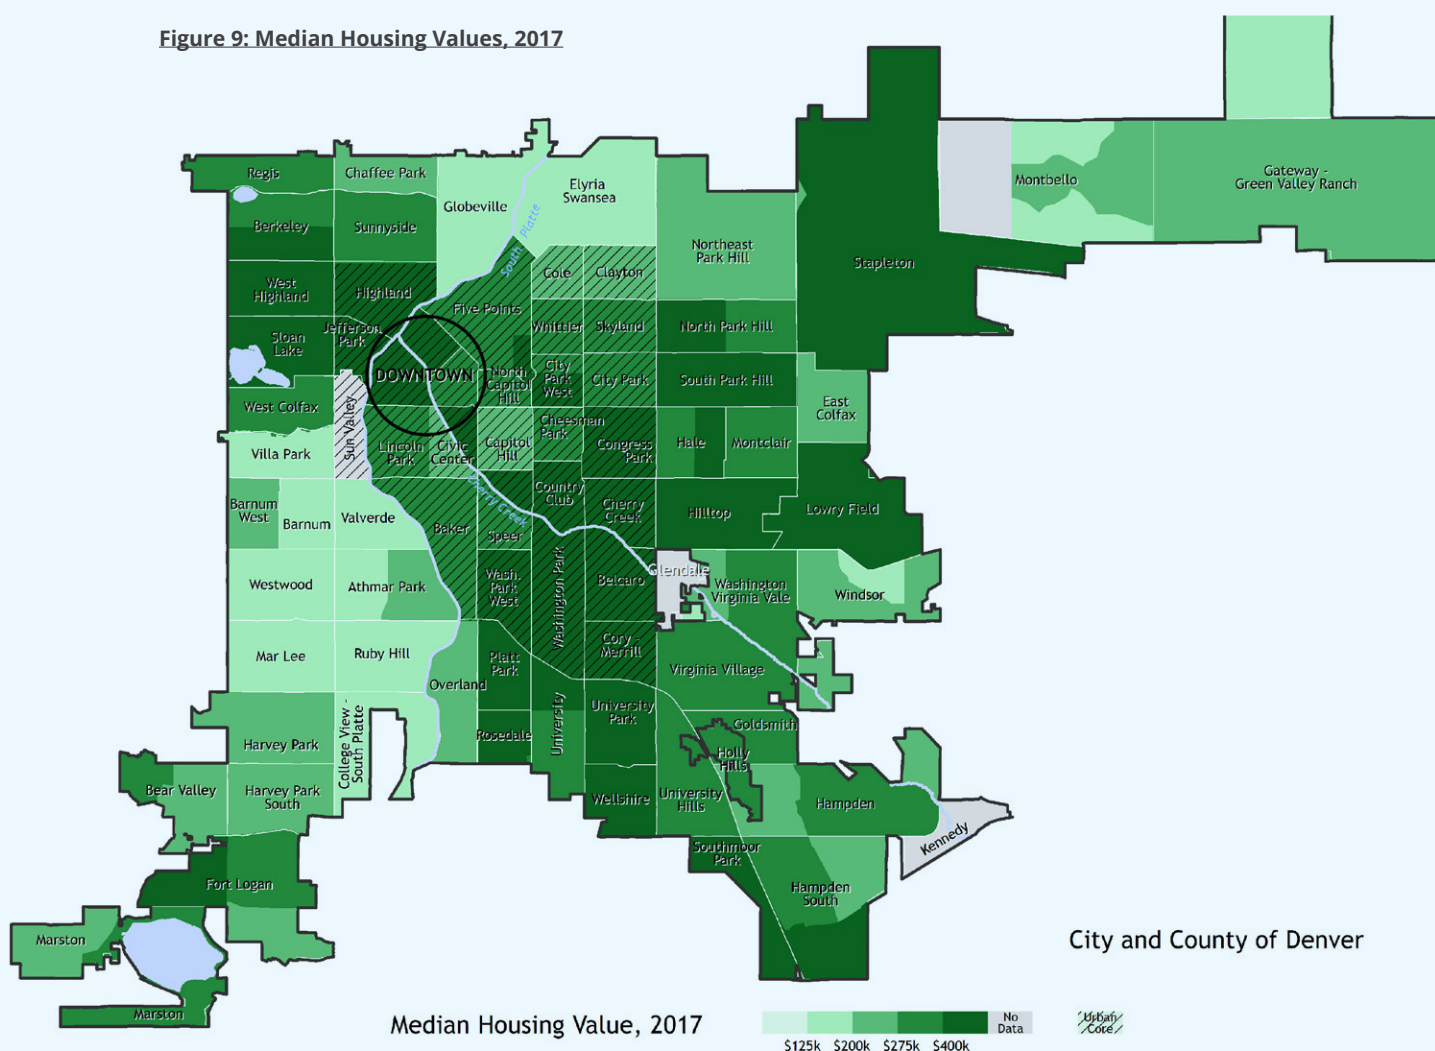 Figure 9: Median Housing Values, 2017
Regis
Chaffee Park
Globeville
Elyria
Swansea
Berkeley
Sunnyside
South Platte
Northeast
Park Hill
Stapleton
Montbello
Gateway -
Green Valley Ranch
West
Highland
Highland
Cole
Clayton
Five Points
Sloan
Lake
Jefferson
Park
Whittier
Skyland
North Park Hill
DOWNTOWN
North
Capitol
Hill
City
Park
West
City Park
South Park Hill
East
Colfax
West Colfax
Sun Valley
Lincoln
Park
Civic
Center
Capitol
Hill
Cheesman
Park
Congress
Park
Hale
Montclair
Villa Park
Barnum
West
Barnum
Valverde
Baker
Cherry Creek
Speer
Country
Club
Cherry
Creek
Hilltop
Lowry Field
Westwood
Athmar Park
Wash.
Park
West
Washington Park
Belcaro
Glendale
Washington
Virginia Vale
Windsor
Mar Lee
Ruby Hill
Overland
Platt
Park
Cory -
Merrill
Virginia Village
Harvey Park
College View -
South Platte
Rosedale
University
University
Park
Goldsmith
Holly
Hills
Bear Valley
Harvey Park
South
Wellshire
University
Hills
Hampden
Kennedy
Southmoor
Park
Hampden
South
Fort Logan
Marston
Marston
City and County of Denver
Median Housing Value, 2017
No
Data
Urban
Core
$125k $200k $275k $400k